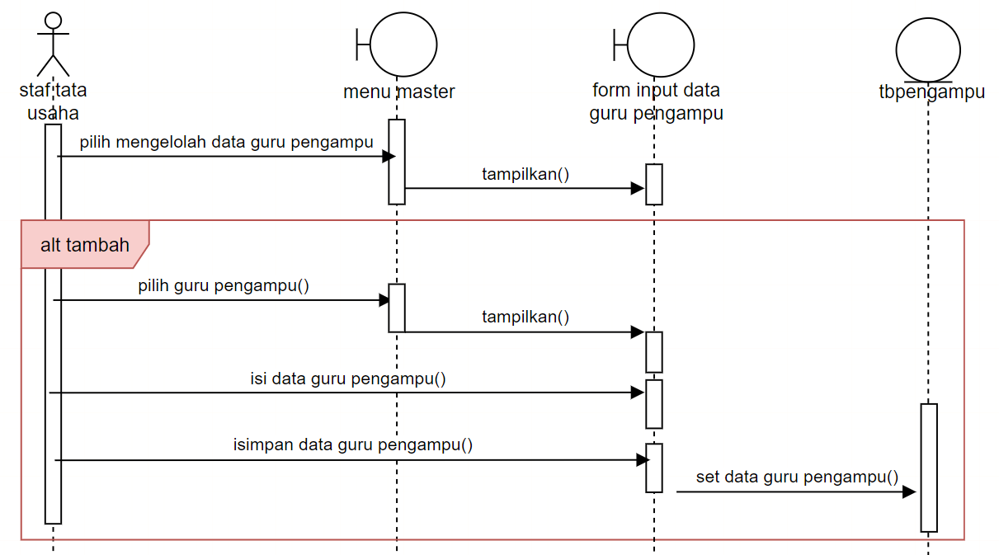 staf tata
usaha
menu master
form input data
guru pengampu
tbpengampu
pilih mengelolah data guru pengampu
tampilkan()
alt tambah
pilih guru pengampu()
tampilkan()
isi data guru pengampu()
isimpan data guru pengampu()
set data guru pengampu()